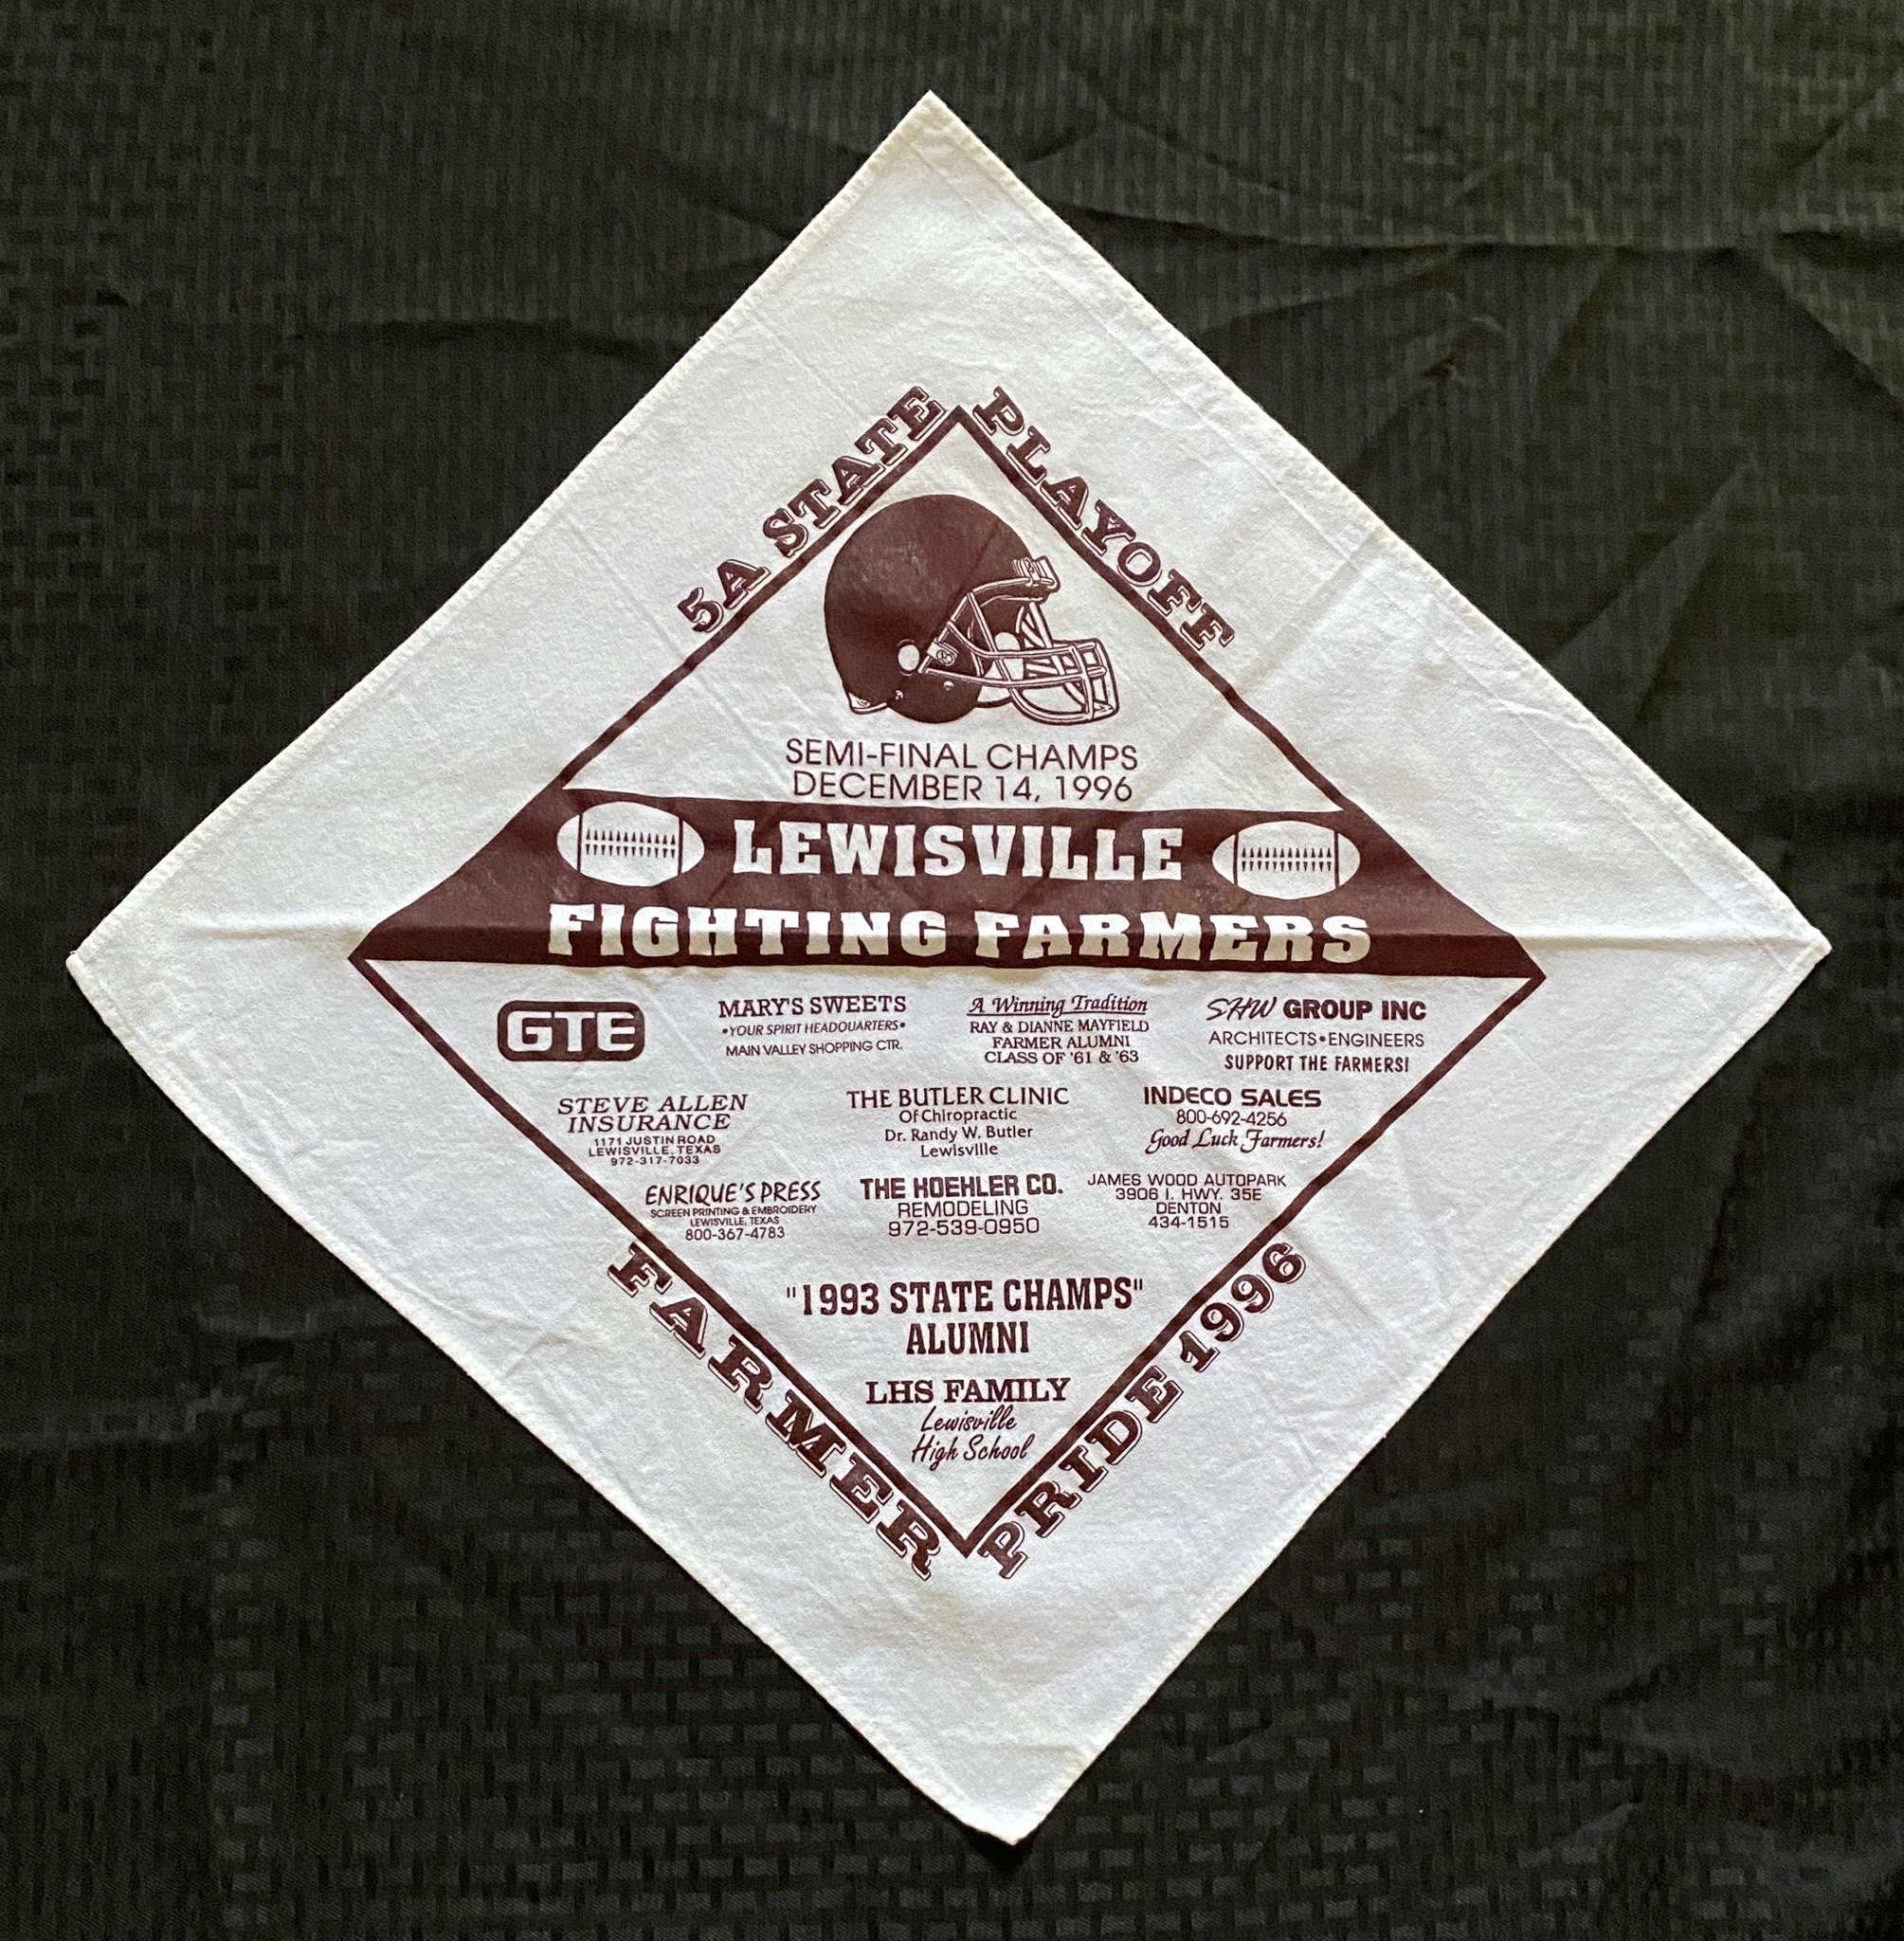 5A STATE PLAYOFF
SEMI-FINAL CHAMPS
DECEMBER 14, 1996
LEWISVILLE
FIGHTING FARMERS
GTE
MARY'S SWEETS
•YOUR SPIRIT HEADQUARTERS•
MAIN VALLEY SHOPPING CTR.
A Winning Tradition
RAY & DIANNE MAYFIELD
FARMER ALUMNI
CLASS OF '61 & '63
SHW GROUP INC
ARCHITECTS•ENGINEERS
SUPPORT THE FARMERS!
STEVE ALLEN
INSURANCE
1171 JUSTIN ROAD
LEWISVILLE, TEXAS
972-317-7033
THE BUTLER CLINIC
Of Chiropractic
Dr. Randy W. Butler
Lewisville
INDECO SALES
800-692-4256
Good Luck Farmers!
ENRIQUE'S PRESS
SCREEN PRINTING & EMBROIDERY
LEWISVILLE, TEXAS
800-367-4783
THE KOEHLER CO.
REMODELING
972-539-0950
JAMES WOOD AUTOPARK
3906 I. HWY. 35E
DENTON
434-1515
"1993 STATE CHAMPS"
ALUMNI
LHS FAMILY
Lewisville
High School
FARMER PRIDE 1996